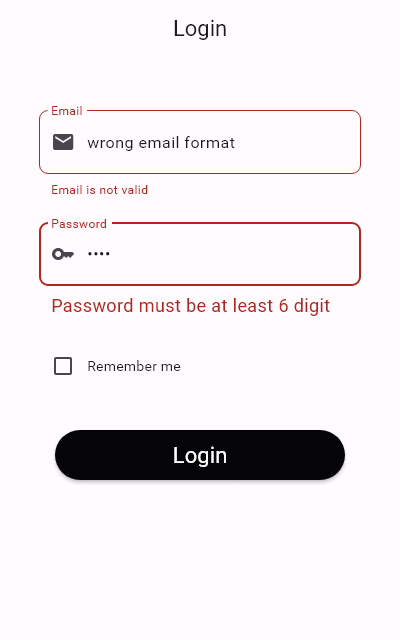 Login
Email
wrong email format
Email is not valid
Password
••••
Password must be at least 6 digit
Remember me
Login